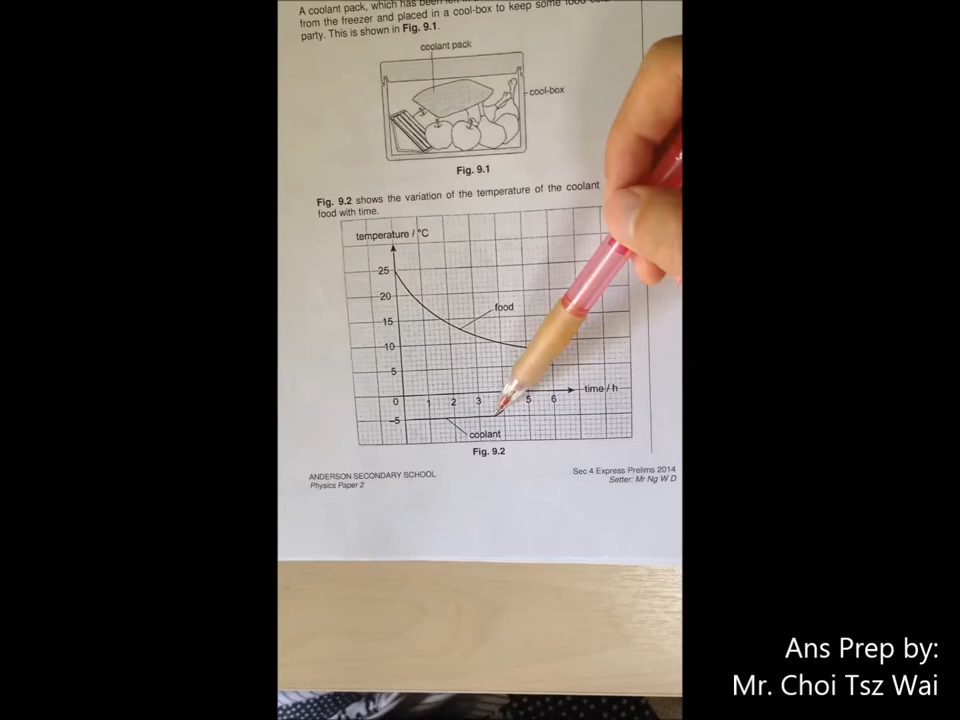 A coolant pack, which has been
from the freezer and placed in a cool-box to keep some food
party. This is shown in Fig. 9.1.
coolant pack
cool-box
Fig. 9.1
Fig. 9.2 shows the variation of the temperature of the coolant
food with time.
temperature / °C
25
20
15
10
5
0
-5
food
1
2
3
5
6
time / h
coolant
Fig. 9.2
ANDERSON SECONDARY SCHOOL
Physics Paper 2
Sec 4 Express Prelims 2014
Setter: Mr Ng W D
Ans Prep by:
Mr. Choi Tsz Wai